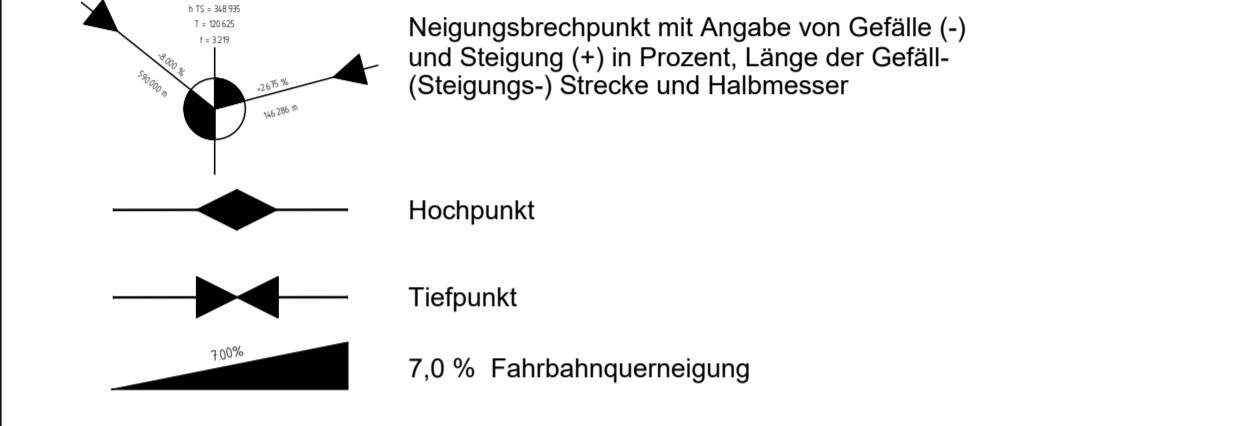 h TS = 348.935
T = 120.625
f = 3.219
-8.000 %
590.000 m
+2.675 %
146.286 m
Neigungsbrechpunkt mit Angabe von Gefälle (-)
und Steigung (+) in Prozent, Länge der Gefäll-
(Steigungs-) Strecke und Halbmesser
Hochpunkt
Tiefpunkt
7.00%
7,0 % Fahrbahnquerneigung